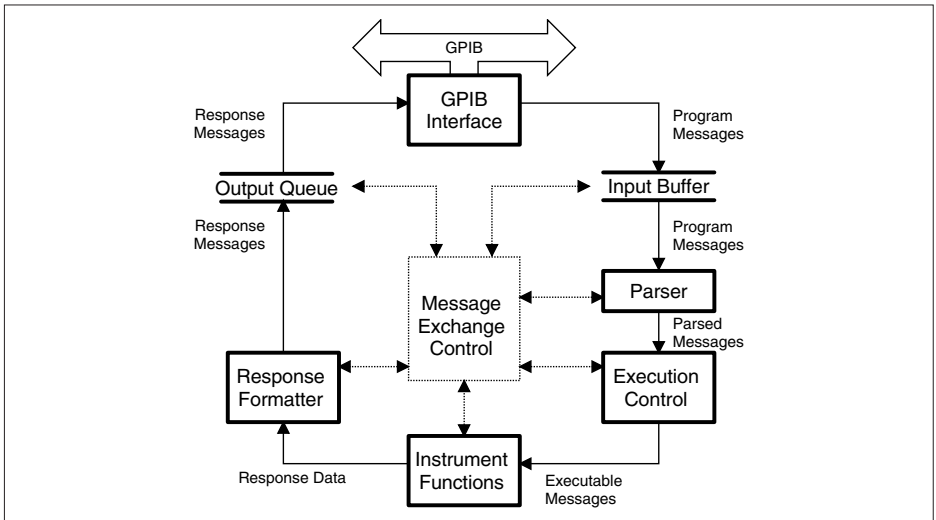 GPIB
GPIB
Interface
Response
Messages
Program
Messages
Output Queue
Input Buffer
Response
Messages
Program
Messages
Message
Exchange
Control
Parser
Parsed
Messages
Response
Formatter
Execution
Control
Response Data
Instrument
Functions
Executable
Messages